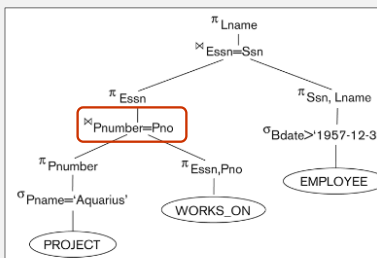 π Lname
⋈ Essn=Ssn
π Essn
π Ssn, Lname
⋈ Pnumber=Pno
σ Bdate>'1957-12-3
π Pnumber
π Essn,Pno
EMPLOYEE
σ Pname='Aquarius'
WORKS_ON
PROJECT